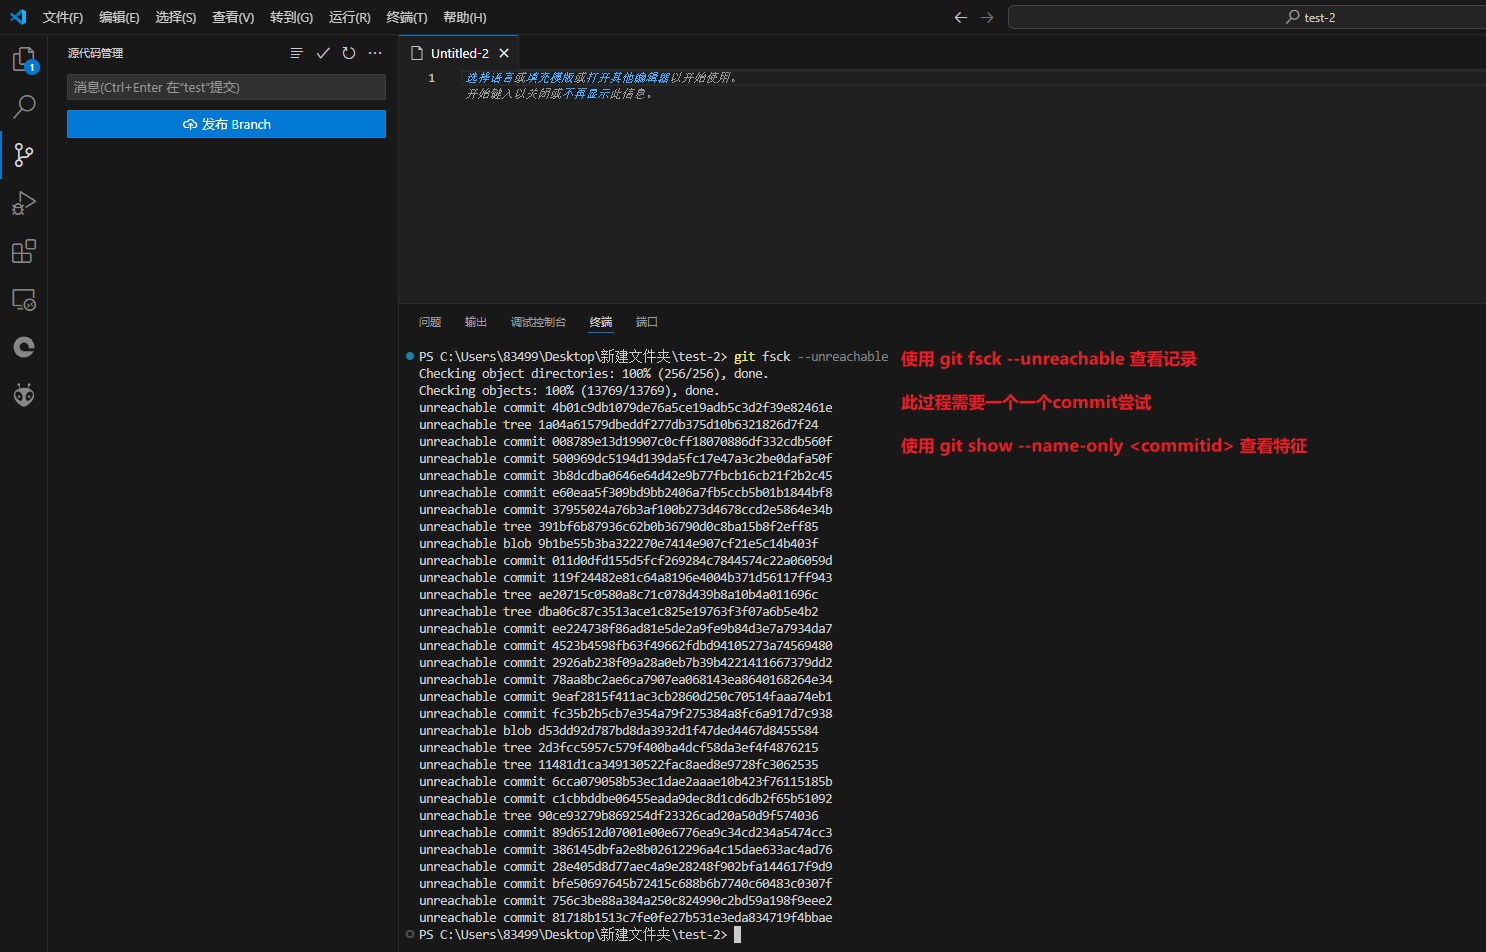 文件(F) 编辑(E) 选择(S) 查看(V) 转到(G) 运行(R) 终端(T) 帮助(H)
test-2
源代码管理
Untitled-2
消息(Ctrl+Enter 在"test"提交)
发布 Branch
1
1
选择语言或填充模版或打开其他编辑器以开始使用。
开始键入以关闭或不再显示此信息。
问题 输出 调试控制台 终端 端口
PS C:\Users\83499\Desktop\新建文件夹\test-2> git fsck --unreachable
使用 git fsck --unreachable 查看记录
Checking object directories: 100% (256/256), done.
Checking objects: 100% (13769/13769), done.
unreachable commit 4b01c9db1079de76a5ce19adb5c3d2f39e82461e
此过程需要一个一个commit尝试
unreachable tree 1a04a61579dbeddf277db375d10b6321826d7f24
unreachable commit 008789e13d19907c0cff18070886df332cdb560f
使用 git show --name-only <commitid> 查看特征
unreachable commit 500969dc5194d139da5fc17e47a3c2be0dafa50f
unreachable commit 3b8dcdba0646e64d42e9b77fbcb16cb21f2b2c45
unreachable commit e60eaa5f309bd9bb2406a7fb5ccb5b01b1844bf8
unreachable commit 37955024a76b3af100b273d4678ccd2e5864e34b
unreachable tree 391bf6b87936c62b0b36790d0c8ba15b8f2eff85
unreachable blob 9b1be55b3ba322270e7414e907cf21e5c14b403f
unreachable commit 011d0dfd155d5fcf269284c7844574c22a06059d
unreachable commit 119f24482e81c64a8196e4004b371d56117ff943
unreachable tree ae20715c0580a8c71c078d439b8a10b4a011696c
unreachable tree dba06c87c3513ace1c825e19763f3f07a6b5e4b2
unreachable commit ee224738f86ad81e5de2a9fe9b84d3e7a7934da7
unreachable commit 4523b4598fb63f49662fdbd94105273a74569480
unreachable commit 2926ab238f09a28a0eb7b39b4221411667379dd2
unreachable commit 78aa8bc2ae6ca7907ea068143ea8640168264e34
unreachable commit 9eaf2815f411ac3cb2860d250c70514faaa74eb1
unreachable commit fc35b2b5cb7e354a79f275384a8fc6a917d7c938
unreachable blob d53dd92d787bd8da3932d1f47ded4467d8455584
unreachable tree 2d3fcc5957c579f400ba4dcf58da3ef4f4876215
unreachable tree 11481d1ca349130522fac8aed8e9728fc3062535
unreachable commit 6cca079058b53ec1dae2aaae10b423f76115185b
unreachable commit c1cbbddbe06455eada9dec8d1cd6db2f65b51092
unreachable tree 90ce93279b869254df23326cad20a50d9f574036
unreachable commit 89d6512d07001e00e6776ea9c34cd234a5474cc3
unreachable commit 386145dbfa2e8b02612296a4c15dae633ac4ad76
unreachable commit 28e405d8d77aec4a9e28248f902bfa144617f9d9
unreachable commit bfe50697645b72415c688b6b7740c60483c0307f
unreachable commit 756c3be88a384a250c824990c2bd59a198f9eee2
unreachable commit 81718b1513c7fe0fe27b531e3eda834719f4bbae
PS C:\Users\83499\Desktop\新建文件夹\test-2>